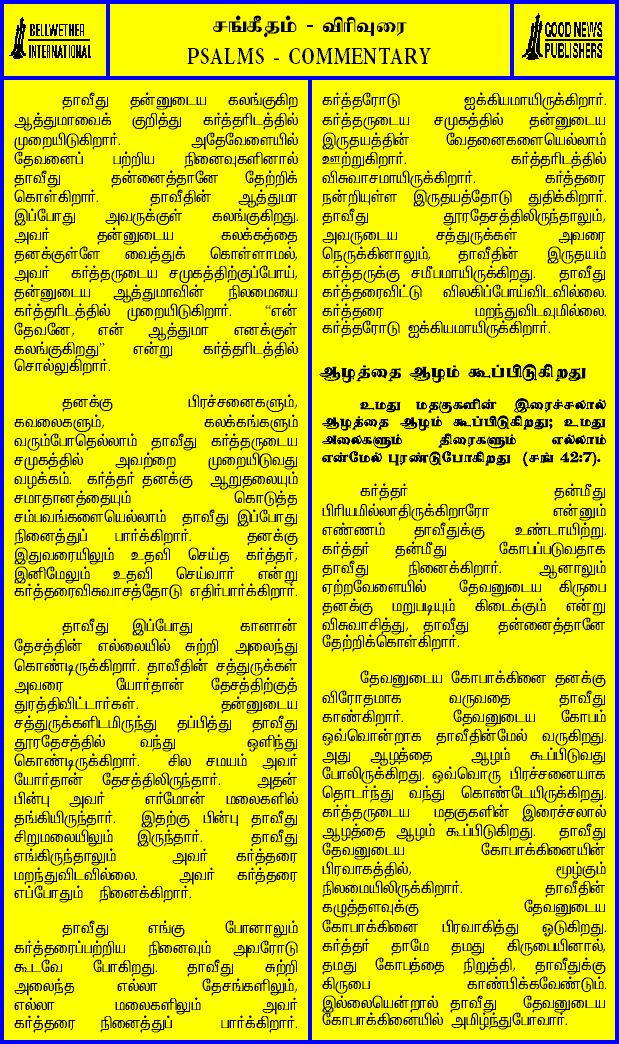 BELLWETHER
INTERNATIONAL
சங்கீதம் - விரிவுரை
PSALMS - COMMENTARY
GOOD NEWS
PUBLISHERS
தாவீது தன்னுடைய கலங்குகிற
ஆத்துமாவைக் குறித்து கர்த்தரிடத்தில்
முறையிடுகிறார். அதேவேளையில்
தேவனைப் பற்றிய நினைவுகளினால்
தாவீது தன்னைத்தானே தேற்றிக்
கொள்கிறார். தாவீதின் ஆத்துமா
இப்போது அவருக்குள் கலங்குகிறது.
அவர் தன்னுடைய கலக்கத்தை
தனக்குள்ளே வைத்துக் கொள்ளாமல்,
அவர் கர்த்தருடைய சமுகத்திற்குப்போய்,
தன்னுடைய ஆத்துமாவின் நிலமையை
கர்த்தரிடத்தில் முறையிடுகிறார். “என்
தேவனே, என் ஆத்துமா எனக்குள்
கலங்குகிறது” என்று கர்த்தரிடத்தில்
சொல்லுகிறார்.
தனக்கு பிரச்சனைகளும்,
கவலைகளும், கலக்கங்களும்
வரும்போதெல்லாம் தாவீது கர்த்தருடைய
சமுகத்தில் அவற்றை முறையிடுவது
வழக்கம். கர்த்தர் தனக்கு ஆறுதலையும்
சமாதானத்தையும் கொடுத்த
சம்பவங்களையெல்லாம் தாவீது இப்போது
நினைத்துப் பார்க்கிறார். தனக்கு
இதுவரையிலும் உதவி செய்த கர்த்தர்,
இனிமேலும் உதவி செய்வார் என்று
கர்த்தரைவிசுவாசத்தோடு எதிர்பார்க்கிறார்.
தாவீது இப்போது கானான்
தேசத்தின் எல்லையில் சுற்றி அலைந்து
கொண்டிருக்கிறார். தாவீதின் சத்துருக்கள்
அவரை யோர்தான் தேசத்திற்குத்
துரத்திவிட்டார்கள். தன்னுடைய
சத்துருக்களிடமிருந்து தப்பித்து தாவீது
தூரதேசத்தில் வந்து ஒளிந்து
கொண்டிருக்கிறார். சில சமயம் அவர்
யோர்தான் தேசத்திலிருந்தார். அதன்
பின்பு அவர் எர்மோன் மலைகளில்
தங்கியிருந்தார். இதற்கு பின்பு தாவீது
சிறுமலையிலும் இருந்தார். தாவீது
எங்கிருந்தாலும் அவர் கர்த்தரை
மறந்துவிடவில்லை. அவர் கர்த்தரை
எப்போதும் நினைக்கிறார்.
தாவீது எங்கு போனாலும்
கர்த்தரைப்பற்றிய நினைவும் அவரோடு
கூடவே போகிறது. தாவீது சுற்றி
அலைந்த எல்லா தேசங்களிலும்,
எல்லா மலைகளிலும் அவர்
கர்த்தரை நினைத்துப் பார்க்கிறார்.
கர்த்தரோடு ஐக்கியமாயிருக்கிறார்.
கர்த்தருடைய சமுகத்தில் தன்னுடைய
இருதயத்தின் வேதனைகளையெல்லாம்
ஊற்றுகிறார். கர்த்தரிடத்தில்
விசுவாசமாயிருக்கிறார். கர்த்தரை
நன்றியுள்ள இருதயத்தோடு துதிக்கிறார்.
தாவீது தூரதேசத்திலிருந்தாலும்,
அவருடைய சத்துருக்கள் அவரை
நெருக்கினாலும், தாவீதின் இருதயம்
கர்த்தருக்கு சமீபமாயிருக்கிறது. தாவீது
கர்த்தரைவிட்டு விலகிப்போய்விடவில்லை.
கர்த்தரை மறந்துவிடவுமில்லை.
கர்த்தரோடு ஐக்கியமாயிருக்கிறார்.
ஆழத்தை ஆழம் கூப்பிடுகிறது
உமது மதகுகளின் இரைச்சலால்
ஆழத்தை ஆழம் கூப்பிடுகிறது; உமது
அலைகளும் திரைகளும் எல்லாம்
என்மேல் புரண்டுபோகிறது (சங் 42:7).
கர்த்தர் தன்மீது
பிரியமில்லாதிருக்கிறாரோ என்னும்
எண்ணம் தாவீதுக்கு உண்டாயிற்று.
கர்த்தர் தன்மீது கோபப்படுவதாக
தாவீது நினைக்கிறார். ஆனாலும்
ஏற்றவேளையில் தேவனுடைய கிருபை
தனக்கு மறுபடியும் கிடைக்கும் என்று
விசுவாசித்து, தாவீது தன்னைத்தானே
தேற்றிக்கொள்கிறார்.
தேவனுடைய கோபாக்கினை தனக்கு
விரோதமாக வருவதை தாவீது
காண்கிறார். தேவனுடைய கோபம்
ஒவ்வொன்றாக தாவீதின்மேல் வருகிறது.
அது ஆழத்தை ஆழம் கூப்பிடுவது
போலிருக்கிறது. ஒவ்வொரு பிரச்சனையாக
தொடர்ந்து வந்து கொண்டேயிருக்கிறது.
கர்த்தருடைய மதகுகளின் இரைச்சலால்
ஆழத்தை ஆழம் கூப்பிடுகிறது. தாவீது
தேவனுடைய கோபாக்கினையின்
பிரவாகத்தில், மூழ்கும்
நிலமையிலிருக்கிறார். தாவீதின்
கழுத்தளவுக்கு தேவனுடைய
கோபாக்கினை பிரவாகித்து ஓடுகிறது.
கர்த்தர் தாமே தமது கிருபையினால்,
தமது கோபத்தை நிறுத்தி, தாவீதுக்கு
கிருபை காண்பிக்கவேண்டும்.
இல்லையென்றால் தாவீது தேவனுடைய
கோபாக்கினையில் அமிழ்ந்துபோவார்.